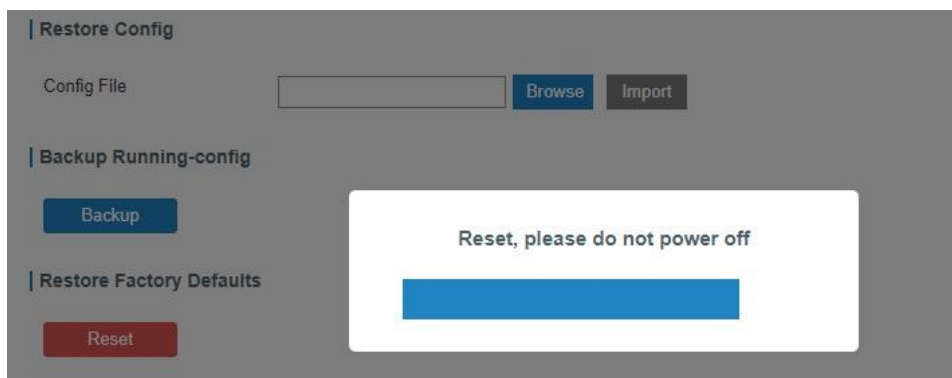 Restore Config
Config File
Browse
Import
Backup Running-config
Backup
Reset, please do not power off
Restore Factory Defaults
Reset